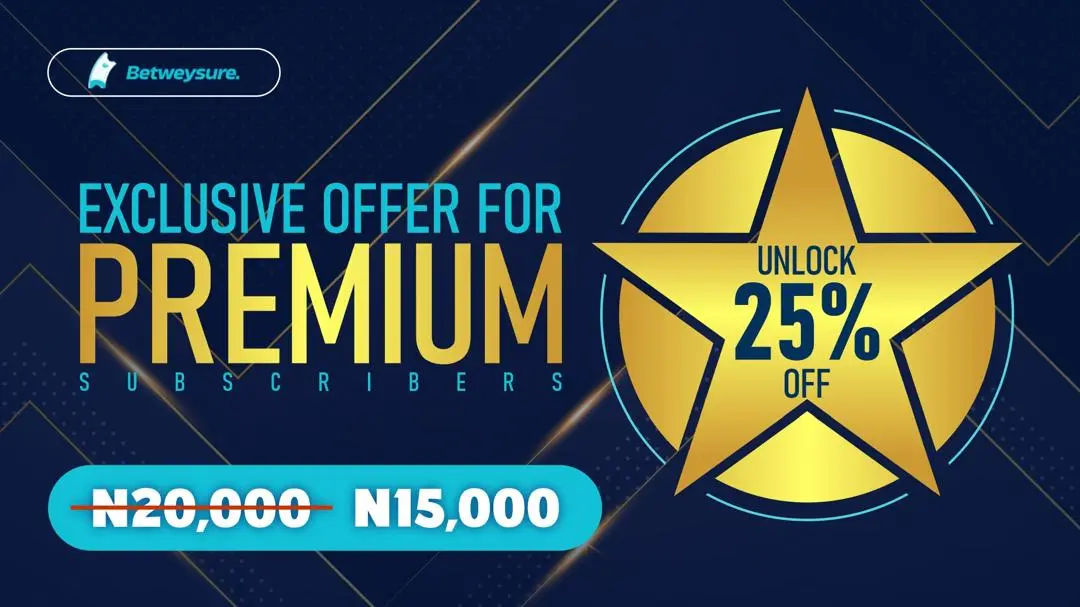 Betweysure.
EXCLUSIVE OFFER FOR
PREMIUM
SUBSCRIBERS
N20,000 N15,000
UNLOCK
25%
OFF